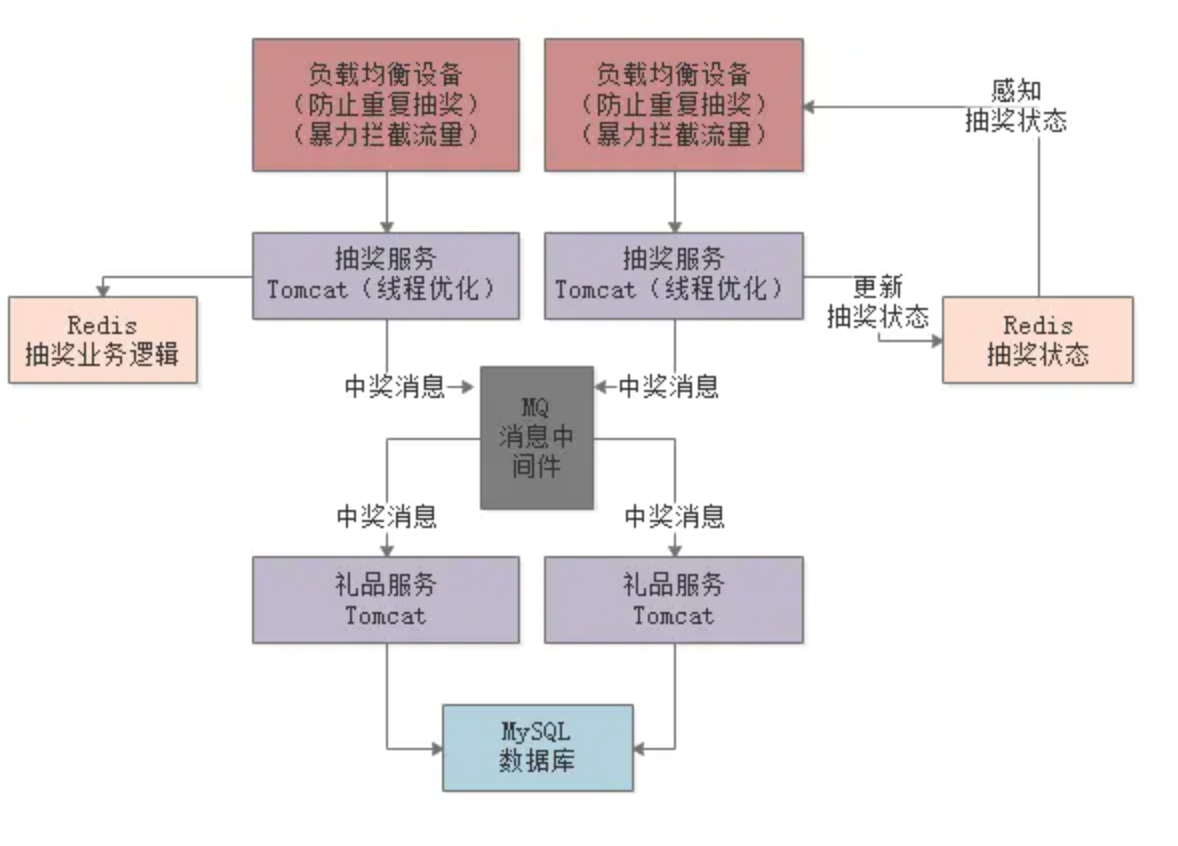 负载均衡设备
（防止重复抽奖）
（暴力拦截流量）
负载均衡设备
（防止重复抽奖）
（暴力拦截流量）
感知
抽奖状态
抽奖服务
Tomcat（线程优化）
抽奖服务
Tomcat（线程优化）
更新
抽奖状态
Redis
抽奖业务逻辑
Redis
抽奖状态
中奖消息
中奖消息
MQ
消息中
间件
中奖消息
中奖消息
礼品服务
Tomcat
礼品服务
Tomcat
MySQL
数据库